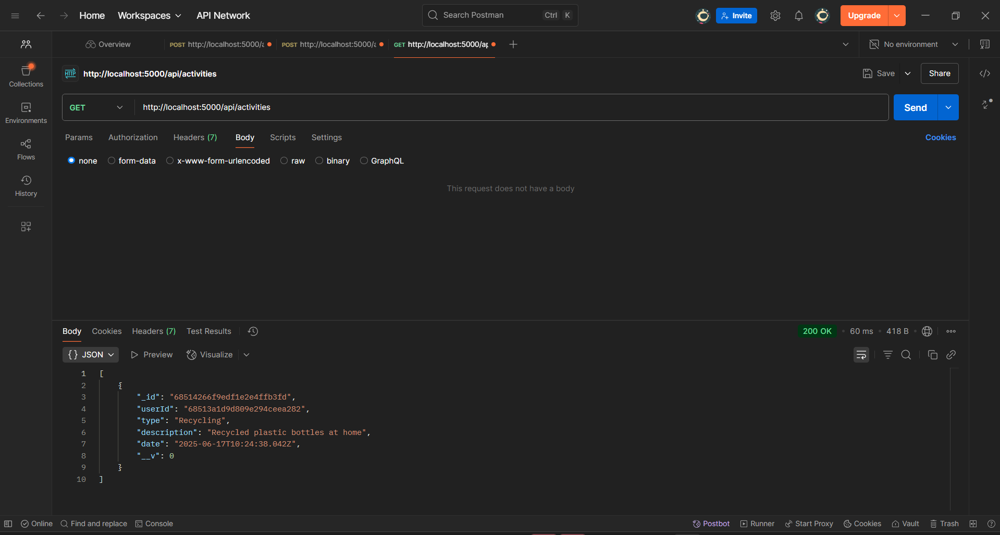 Home Workspaces API Network Search Postman Ctrl K Invite Upgrade
Overview POST http://localhost:5000/a POST http://localhost:5000/a GET http://localhost:5000/ap No environment
HTTP http://localhost:5000/api/activities Save Share
GET http://localhost:5000/api/activities Send
Params Authorization Headers (7) Body Scripts Settings Cookies
none form-data x-www-form-urlencoded raw binary GraphQL
This request does not have a body
Collections
Environments
Flows
History
Body Cookies Headers (7) Test Results 200 OK • 60 ms • 418 B •
{} JSON Preview Visualize
1 [
2 {
3 "_id": "68514266f9edf1e2e4ffb3fd",
4 "userId": "68513a1d9d809e294ceea282",
5 "type": "Recycling",
6 "description": "Recycled plastic bottles at home",
7 "date": "2025-06-17T10:24:38.042Z",
8 "__v": 0
9 }
10 ]
Online Find and replace Console Postbot Runner Start Proxy Cookies Vault Trash